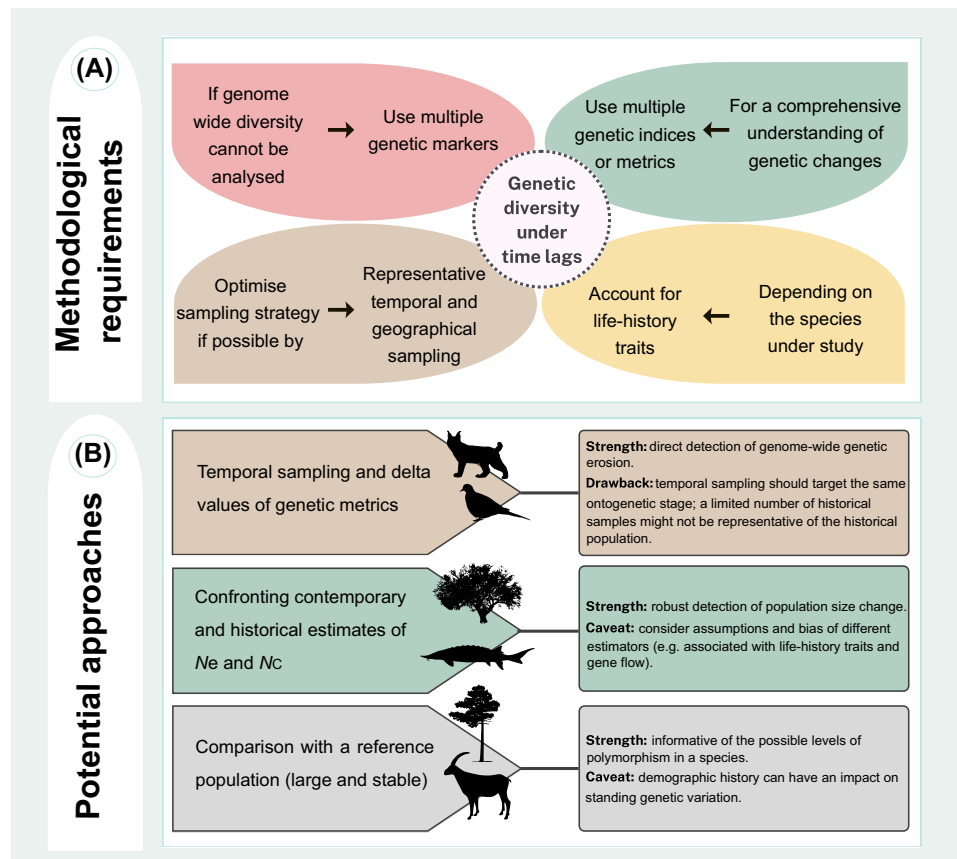 (A)
Methodological
requirements
If genome
wide diversity
cannot be
analysed
Use multiple
genetic markers
Use multiple
genetic indices
or metrics
For a comprehensive
understanding of
genetic changes
Genetic
diversity
under
time lags
Optimise
sampling strategy
if possible by
Representative
temporal and
geographical
sampling
Account for
life-history
traits
Depending on
the species
under study
(B)
Potential approaches
Temporal sampling and delta
values of genetic metrics
Strength: direct detection of genome-wide genetic
erosion.
Drawback: temporal sampling should target the same
ontogenetic stage; a limited number of historical
samples might not be representative of the historical
population.
Confronting contemporary
and historical estimates of
Ne and Nc
Strength: robust detection of population size change.
Caveat: consider assumptions and bias of different
estimators (e.g. associated with life-history traits and
gene flow).
Comparison with a reference
population (large and stable)
Strength: informative of the possible levels of
polymorphism in a species.
Caveat: demographic history can have an impact on
standing genetic variation.